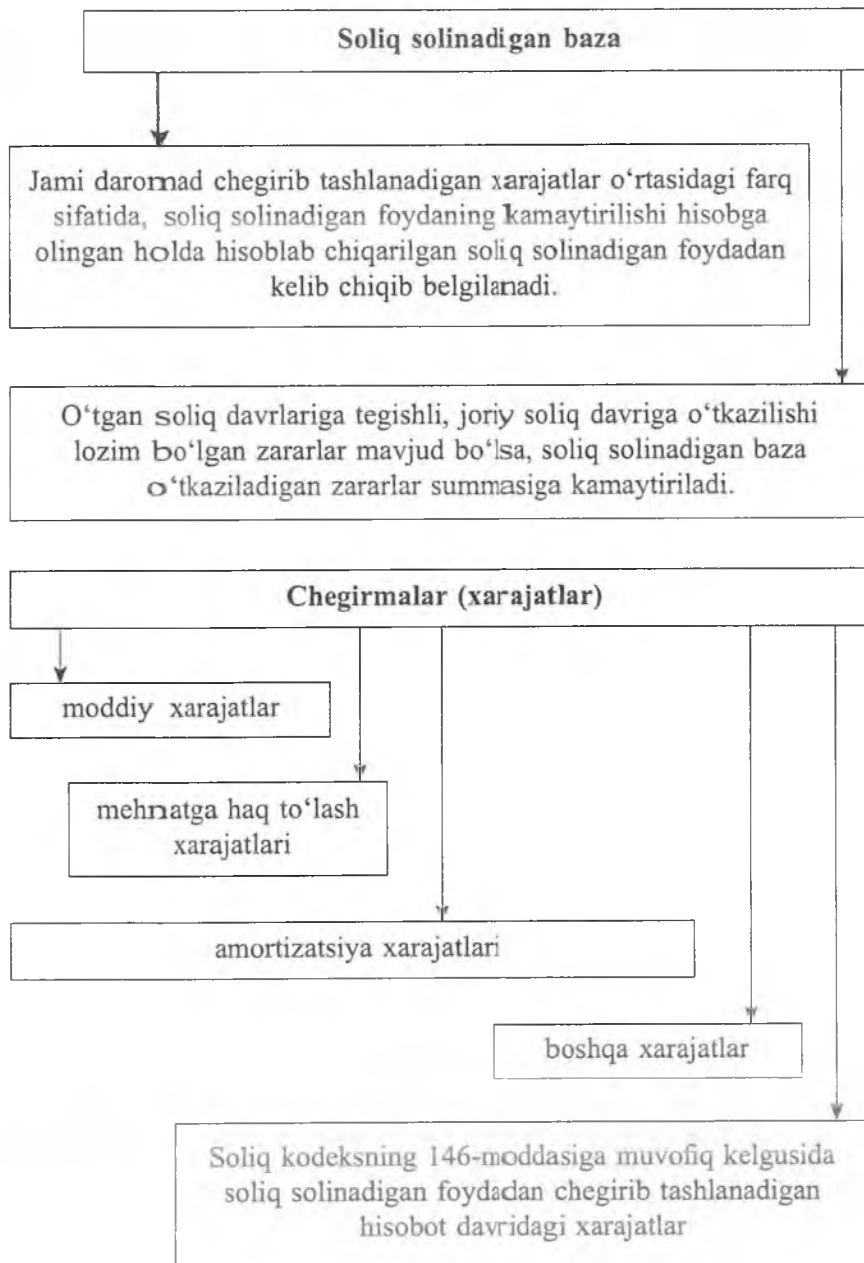 Soliq solinadigan baza
Jami daromad chegirib tashlanadigan xarajatlar o‘rtasidagi farq
sifatida, soliq solinadigan foydaning kamaytirilishi hisobga
olingan holda hisoblab chiqarilgan soliq solinadigan foydadan
kelib chiqib belgilanadi.
O‘tgan soliq davrlariga tegishli, joriy soliq davriga o‘tkazilishi
lozim bo‘lgan zararlar mavjud bo‘lsa, soliq solinadigan baza
o‘tkaziladigan zararlar summasiga kamaytiriladi.
Chegirmalar (xarajatlar)
moddiy xarajatlar
mehnatga haq to‘lash
xarajatlari
amortizatsiya xarajatlari
boshqa xarajatlar
Soliq kodeksning 146-moddasiga muvofiq kelgusida
soliq solinadigan foydadan chegirib tashlanadigan
hisobot davridagi xarajatlar